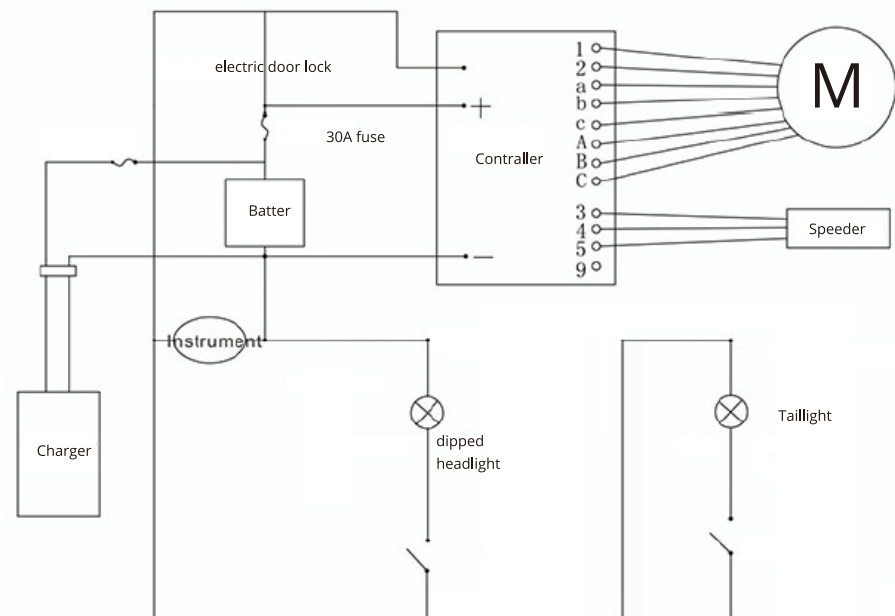 electric door lock
30A fuse
+
Contraller
1
2
a
b
c
A
B
C
3
4
5
9
M
Speeder
Batter
—
Instrument
Charger
dipped
headlight
Taillight